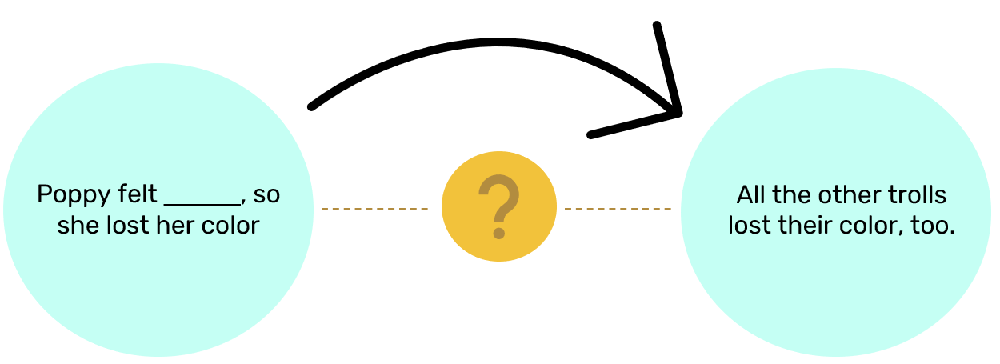 Poppy felt ______, so
she lost her color
?
All the other trolls
lost their color, too.